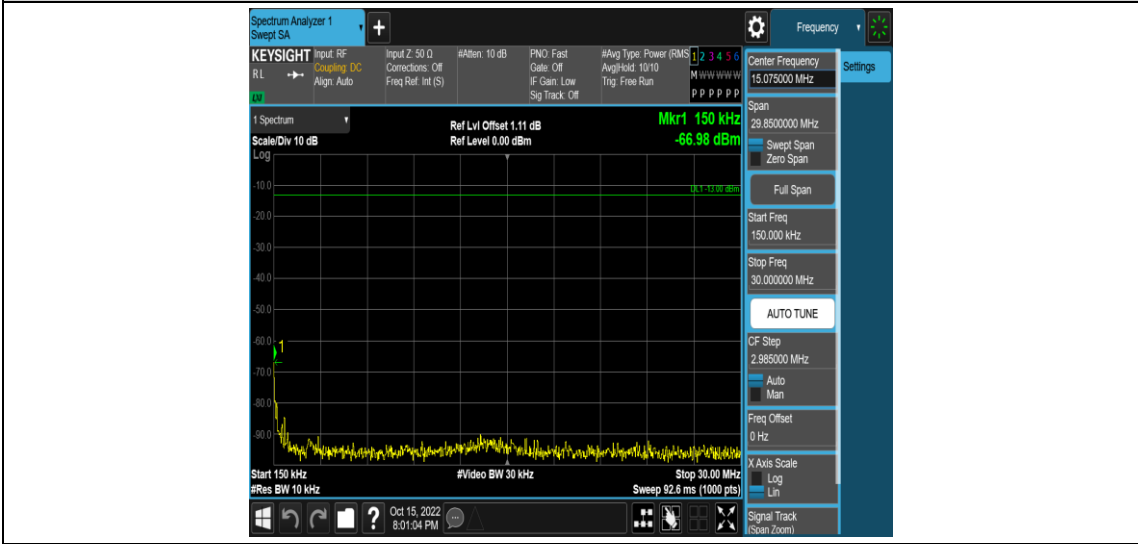 Spectrum Analyzer 1
Swept SA
Frequency
KEYSIGHT
RL
Input: RF
Coupling: DC
Align: Auto
Input Z: 50 Ω
Corrections: Off
Freq Ref: Int (S)
#Atten: 10 dB
PNO: Fast
Gate: Off
IF Gain: Low
Sig Track: Off
#Avg Type: Power (RMS
Avg|Hold: 10/10
Trig: Free Run
1 2 3 4 5 6
M W W W W W
P P P P P P
1 Spectrum
Scale/Div 10 dB
Ref Lvl Offset 1.11 dB
Ref Level 0.00 dBm
Mkr1 150 kHz
-66.98 dBm
Log
DL1 -13.00 dBm
-10.0
-20.0
-30.0
-40.0
-50.0
-60.0
1
-70.0
-80.0
-90.0
Start 150 kHz
#Video BW 30 kHz
Stop 30.00 MHz
#Res BW 10 kHz
Sweep 92.6 ms (1000 pts)
?
Oct 15, 2022
8:01:04 PM
Center Frequency
15.075000 MHz
Settings
Span
29.8500000 MHz
Swept Span
Zero Span
Full Span
Start Freq
150.000 kHz
Stop Freq
30.000000 MHz
AUTO TUNE
CF Step
2.985000 MHz
Auto
Man
Freq Offset
0 Hz
X Axis Scale
Log
Lin
Signal Track
(Span Zoom)